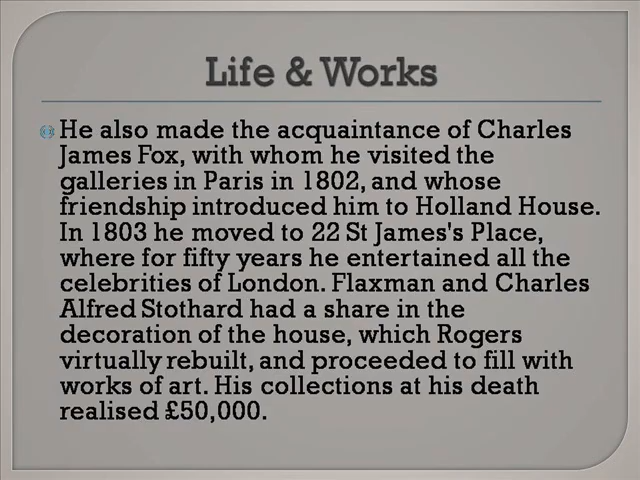 Life & Works
He also made the acquaintance of Charles
James Fox, with whom he visited the
galleries in Paris in 1802, and whose
friendship introduced him to Holland House.
In 1803 he moved to 22 St James's Place,
where for fifty years he entertained all the
celebrities of London. Flaxman and Charles
Alfred Stothard had a share in the
decoration of the house, which Rogers
virtually rebuilt, and proceeded to fill with
works of art. His collections at his death
realised £50,000.